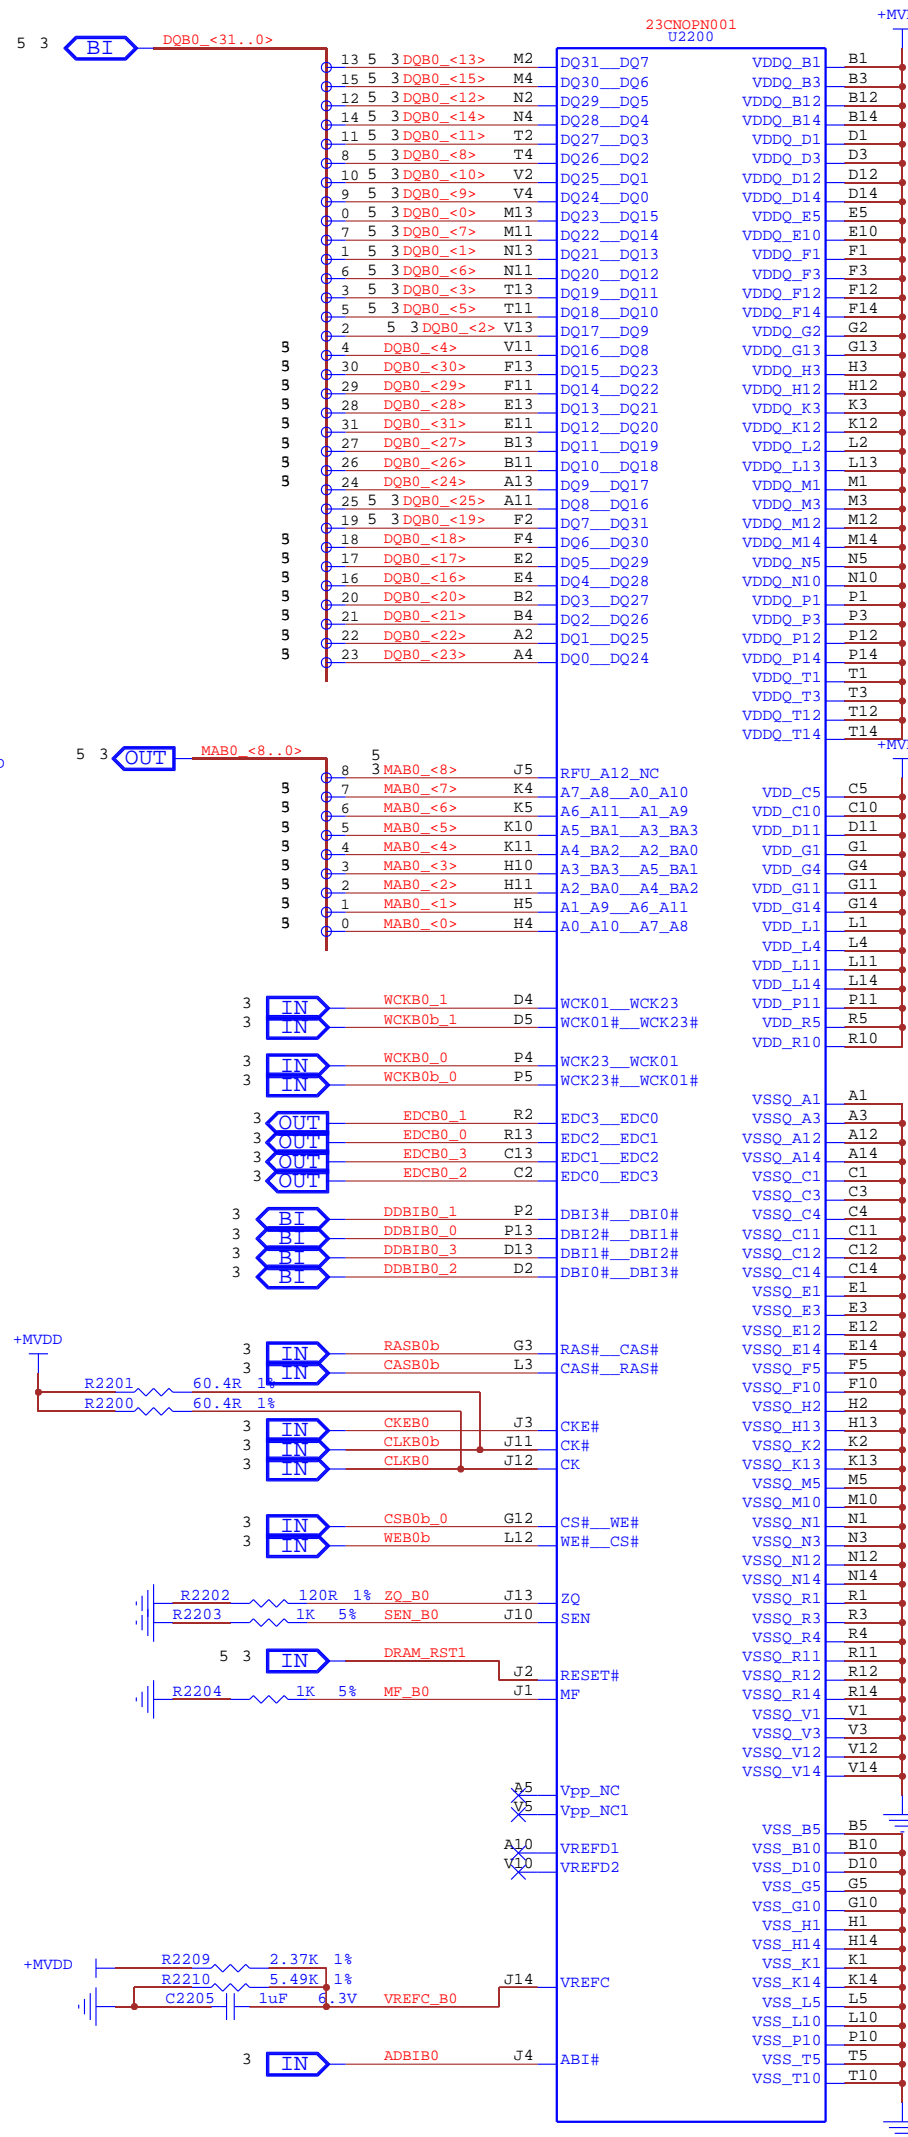 23CNOPN001
U2200
+MV
5 3 BI DQB0_<31..0>
13 5 3 DQB0_<13> M2 DQ31__DQ7 VDDQ_B1 B1
15 5 3 DQB0_<15> M4 DQ30__DQ6 VDDQ_B3 B3
12 5 3 DQB0_<12> N2 DQ29__DQ5 VDDQ_B12 B12
14 5 3 DQB0_<14> N4 DQ28__DQ4 VDDQ_B14 B14
11 5 3 DQB0_<11> T2 DQ27__DQ3 VDDQ_D1 D1
8 5 3 DQB0_<8> T4 DQ26__DQ2 VDDQ_D3 D3
10 5 3 DQB0_<10> V2 DQ25__DQ1 VDDQ_D12 D12
9 5 3 DQB0_<9> V4 DQ24__DQ0 VDDQ_D14 D14
0 5 3 DQB0_<0> M13 DQ23__DQ15 VDDQ_E5 E5
7 5 3 DQB0_<7> M11 DQ22__DQ14 VDDQ_E10 E10
1 5 3 DQB0_<1> N13 DQ21__DQ13 VDDQ_F1 F1
6 5 3 DQB0_<6> N11 DQ20__DQ12 VDDQ_F3 F3
3 5 3 DQB0_<3> T13 DQ19__DQ11 VDDQ_F12 F12
5 5 3 DQB0_<5> T11 DQ18__DQ10 VDDQ_F14 F14
2 5 3 DQB0_<2> V13 DQ17__DQ9 VDDQ_G2 G2
4 DQB0_<4> V11 DQ16__DQ8 VDDQ_G13 G13
30 DQB0_<30> F13 DQ15__DQ23 VDDQ_H3 H3
29 DQB0_<29> F11 DQ14__DQ22 VDDQ_H12 H12
28 DQB0_<28> E13 DQ13__DQ21 VDDQ_K3 K3
31 DQB0_<31> E11 DQ12__DQ20 VDDQ_K12 K12
27 DQB0_<27> B13 DQ11__DQ19 VDDQ_L2 L2
26 DQB0_<26> B11 DQ10__DQ18 VDDQ_L13 L13
24 DQB0_<24> A13 DQ9__DQ17 VDDQ_M1 M1
25 5 3 DQB0_<25> A11 DQ8__DQ16 VDDQ_M3 M3
19 5 3 DQB0_<19> F2 DQ7__DQ31 VDDQ_M12 M12
18 DQB0_<18> F4 DQ6__DQ30 VDDQ_M14 M14
17 DQB0_<17> E2 DQ5__DQ29 VDDQ_N5 N5
16 DQB0_<16> E4 DQ4__DQ28 VDDQ_N10 N10
20 DQB0_<20> B2 DQ3__DQ27 VDDQ_P1 P1
21 DQB0_<21> B4 DQ2__DQ26 VDDQ_P3 P3
22 DQB0_<22> A2 DQ1__DQ25 VDDQ_P12 P12
23 DQB0_<23> A4 DQ0__DQ24 VDDQ_P14 P14
VDDQ_T1 T1
VDDQ_T3 T3
VDDQ_T12 T12
VDDQ_T14 T14
+MV
5 3 OUT MAB0_<8..0>
8 5 3 MAB0_<8> J5 RFU_A12_NC
7 MAB0_<7> K4 A7_A8__A0_A10 VDD_C5 C5
6 MAB0_<6> K5 A6_A11__A1_A9 VDD_C10 C10
5 MAB0_<5> K10 A5_BA1__A3_BA3 VDD_D11 D11
4 MAB0_<4> K11 A4_BA2__A2_BA0 VDD_G1 G1
3 MAB0_<3> H10 A3_BA3__A5_BA1 VDD_G4 G4
2 MAB0_<2> H11 A2_BA0__A4_BA2 VDD_G11 G11
1 MAB0_<1> H5 A1_A9__A6_A11 VDD_G14 G14
0 MAB0_<0> H4 A0_A10__A7_A8 VDD_L1 L1
VDD_L4 L4
VDD_L11 L11
VDD_L14 L14
3 IN WCKB0_1 D4 WCK01__WCK23 VDD_P11 P11
3 IN WCKB0b_1 D5 WCK01#__WCK23# VDD_R5 R5
VDD_R10 R10
3 IN WCKB0_0 P4 WCK23__WCK01
3 IN WCKB0b_0 P5 WCK23#__WCK01#
VSSQ_A1 A1
3 OUT EDCB0_1 R2 EDC3__EDC0 VSSQ_A3 A3
3 OUT EDCB0_0 R13 EDC2__EDC1 VSSQ_A12 A12
3 OUT EDCB0_3 C13 EDC1__EDC2 VSSQ_A14 A14
3 OUT EDCB0_2 C2 EDC0__EDC3 VSSQ_C1 C1
VSSQ_C3 C3
3 BI DDBIB0_1 P2 DBI3#__DBI0# VSSQ_C4 C4
3 BI DDBIB0_0 P13 DBI2#__DBI1# VSSQ_C11 C11
3 BI DDBIB0_3 D13 DBI1#__DBI2# VSSQ_C12 C12
3 BI DDBIB0_2 D2 DBI0#__DBI3# VSSQ_C14 C14
VSSQ_E1 E1
VSSQ_E3 E3
VSSQ_E12 E12
+MVDD
3 IN RASB0b G3 RAS#__CAS# VSSQ_E14 E14
3 IN CASB0b L3 CAS#__RAS# VSSQ_F5 F5
R2201 60.4R 1% VSSQ_F10 F10
R2200 60.4R 1% VSSQ_H2 H2
3 IN CKEB0 J3 CKE# VSSQ_H13 H13
3 IN CLKB0b J11 CK# VSSQ_K2 K2
3 IN CLKB0 J12 CK VSSQ_K13 K13
VSSQ_M5 M5
VSSQ_M10 M10
3 IN CSB0b_0 G12 CS#__WE# VSSQ_N1 N1
3 IN WEB0b L12 WE#__CS# VSSQ_N3 N3
VSSQ_N12 N12
VSSQ_N14 N14
R2202 120R 1% ZQ_B0 J13 ZQ VSSQ_R1 R1
R2203 1K 5% SEN_B0 J10 SEN VSSQ_R3 R3
VSSQ_R4 R4
5 3 IN DRAM_RST1 VSSQ_R11 R11
J2 RESET# VSSQ_R12 R12
R2204 1K 5% MF_B0 J1 MF VSSQ_R14 R14
VSSQ_V1 V1
VSSQ_V3 V3
VSSQ_V12 V12
VSSQ_V14 V14
A5 Vpp_NC
V5 Vpp_NC1
VSS_B5 B5
A10 VREFD1 VSS_B10 B10
V10 VREFD2 VSS_D10 D10
VSS_G5 G5
VSS_G10 G10
VSS_H1 H1
VSS_H14 H14
+MVDD R2209 2.37K 1% VSS_K1 K1
R2210 5.49K 1% J14 VREFC VSS_K14 K14
C2205 1uF 6.3V VREFC_B0 VSS_L5 L5
VSS_L10 L10
VSS_P10 P10
3 IN ADBIB0 J4 ABI# VSS_T5 T5
VSS_T10 T10